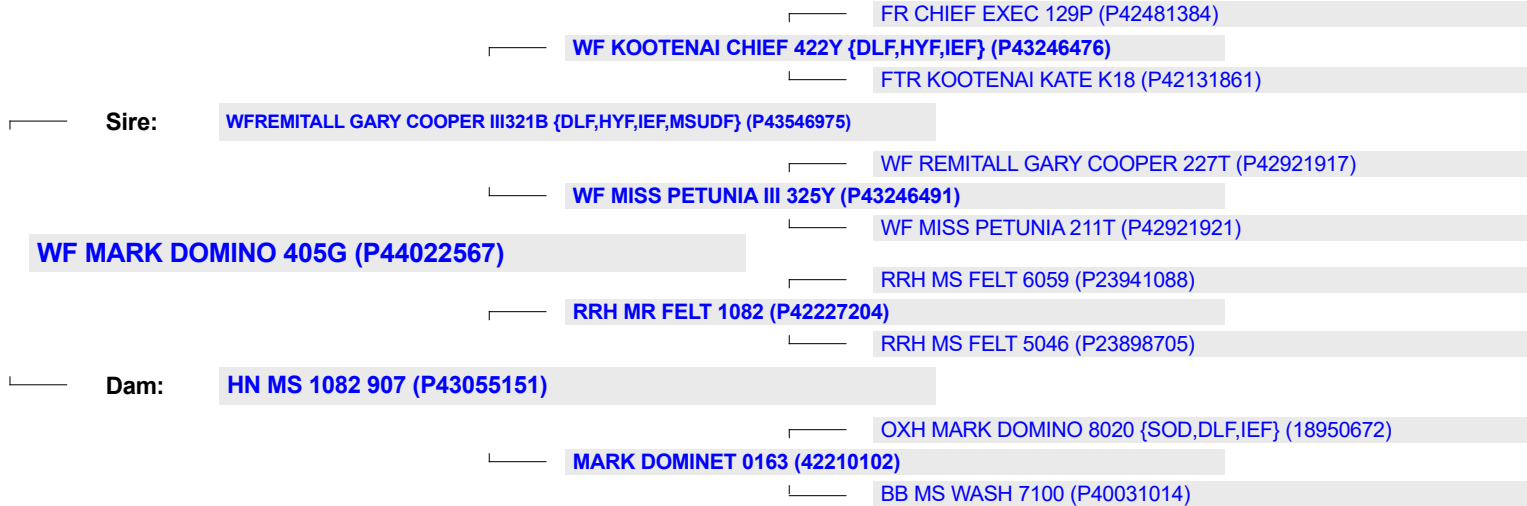 FR CHIEF EXEC 129P (P42481384)
WF KOOTENAI CHIEF 422Y {DLF,HYF,IEF} (P43246476)
FTR KOOTENAI KATE K18 (P42131861)
Sire: WFREMITALL GARY COOPER III321B {DLF,HYF,IEF,MSUDF} (P43546975)
WF REMITALL GARY COOPER 227T (P42921917)
WF MISS PETUNIA III 325Y (P43246491)
WF MISS PETUNIA 211T (P42921921)
WF MARK DOMINO 405G (P44022567)
RRH MS FELT 6059 (P23941088)
RRH MR FELT 1082 (P42227204)
RRH MS FELT 5046 (P23898705)
Dam: HN MS 1082 907 (P43055151)
OXH MARK DOMINO 8020 {SOD,DLF,IEF} (18950672)
MARK DOMINET 0163 (42210102)
BB MS WASH 7100 (P40031014)